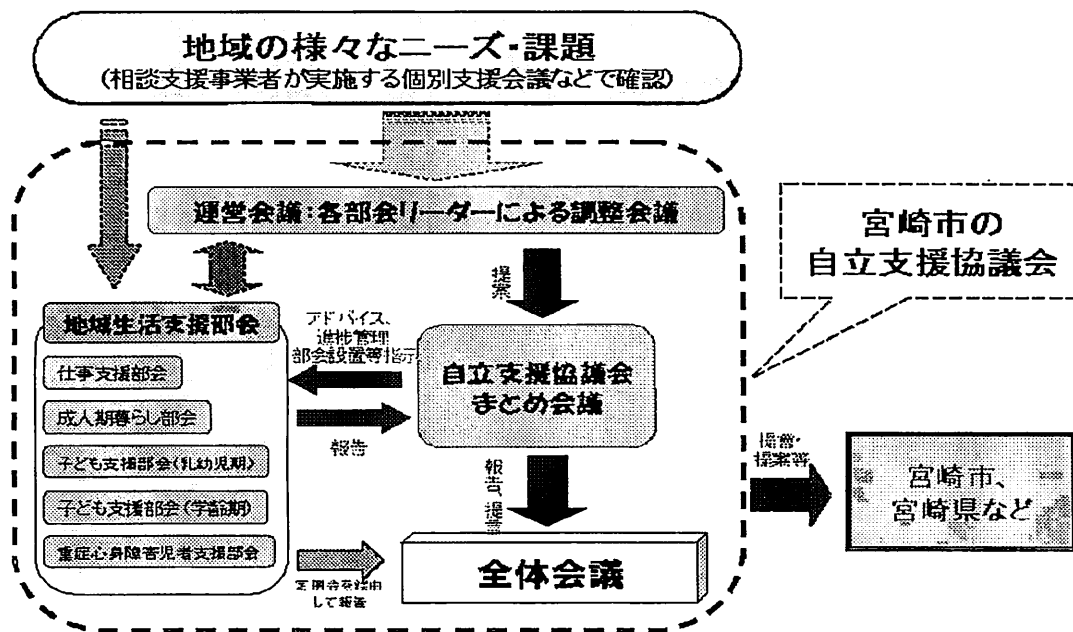 地域の様々なニーズ・課題
(相談支援事業者が実施する個別支援会議などで確認)
運営会議：各部会リーダーによる調整会議
宮崎市の
自立支援協議会
提案
地域生活支援部会
仕事支援部会
成人期暮らし部会
子ども支援部会(乳幼児期)
子ども支援部会(学齢期)
重症心身障害児者支援部会
アドバイス、
進捗管理
部会設置等指示
報告
自立支援協議会
まとめ会議
報告、提言
提言・
提案等
宮崎市、
宮崎県など
して報告
全体会議